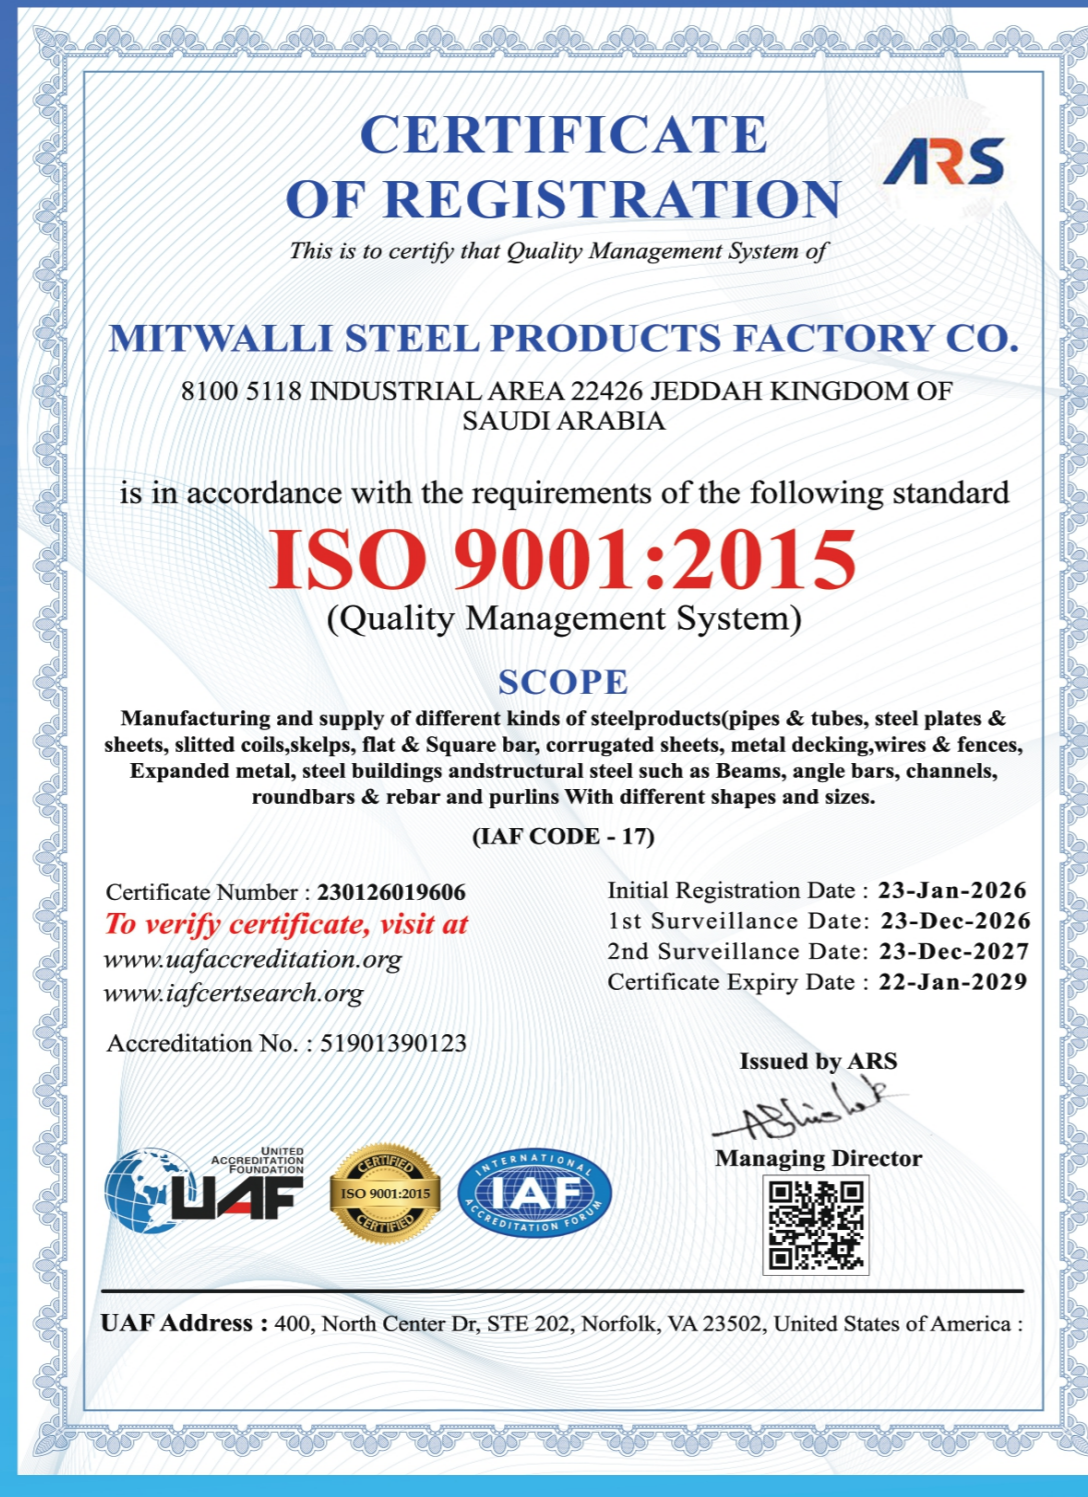 CERTIFICATE
OF REGISTRATION
ARS
This is to certify that Quality Management System of
MITWALLI STEEL PRODUCTS FACTORY CO.
8100 5118 INDUSTRIAL AREA 22426 JEDDAH KINGDOM OF
SAUDI ARABIA
is in accordance with the requirements of the following standard
ISO 9001:2015
(Quality Management System)
SCOPE
Manufacturing and supply of different kinds of steelproducts(pipes & tubes, steel plates &
sheets, slitted coils,skelps, flat & Square bar, corrugated sheets, metal decking,wires & fences,
Expanded metal, steel buildings andstructural steel such as Beams, angle bars, channels,
roundbars & rebar and purlins With different shapes and sizes.
(IAF CODE - 17)
Certificate Number : 230126019606
To verify certificate, visit at
www.uafaccreditation.org
www.iafcertsearch.org
Accreditation No. : 51901390123
Initial Registration Date : 23-Jan-2026
1st Surveillance Date: 23-Dec-2026
2nd Surveillance Date: 23-Dec-2027
Certificate Expiry Date : 22-Jan-2029
Issued by ARS
Abhishek
Managing Director
UNITED
ACCREDITATION
FOUNDATION
UAF
CERTIFIED
ISO 9001:2015
CERTIFIED
INTERNATIONAL
IAF
ACCREDITATION FORUM
UAF Address : 400, North Center Dr, STE 202, Norfolk, VA 23502, United States of America :